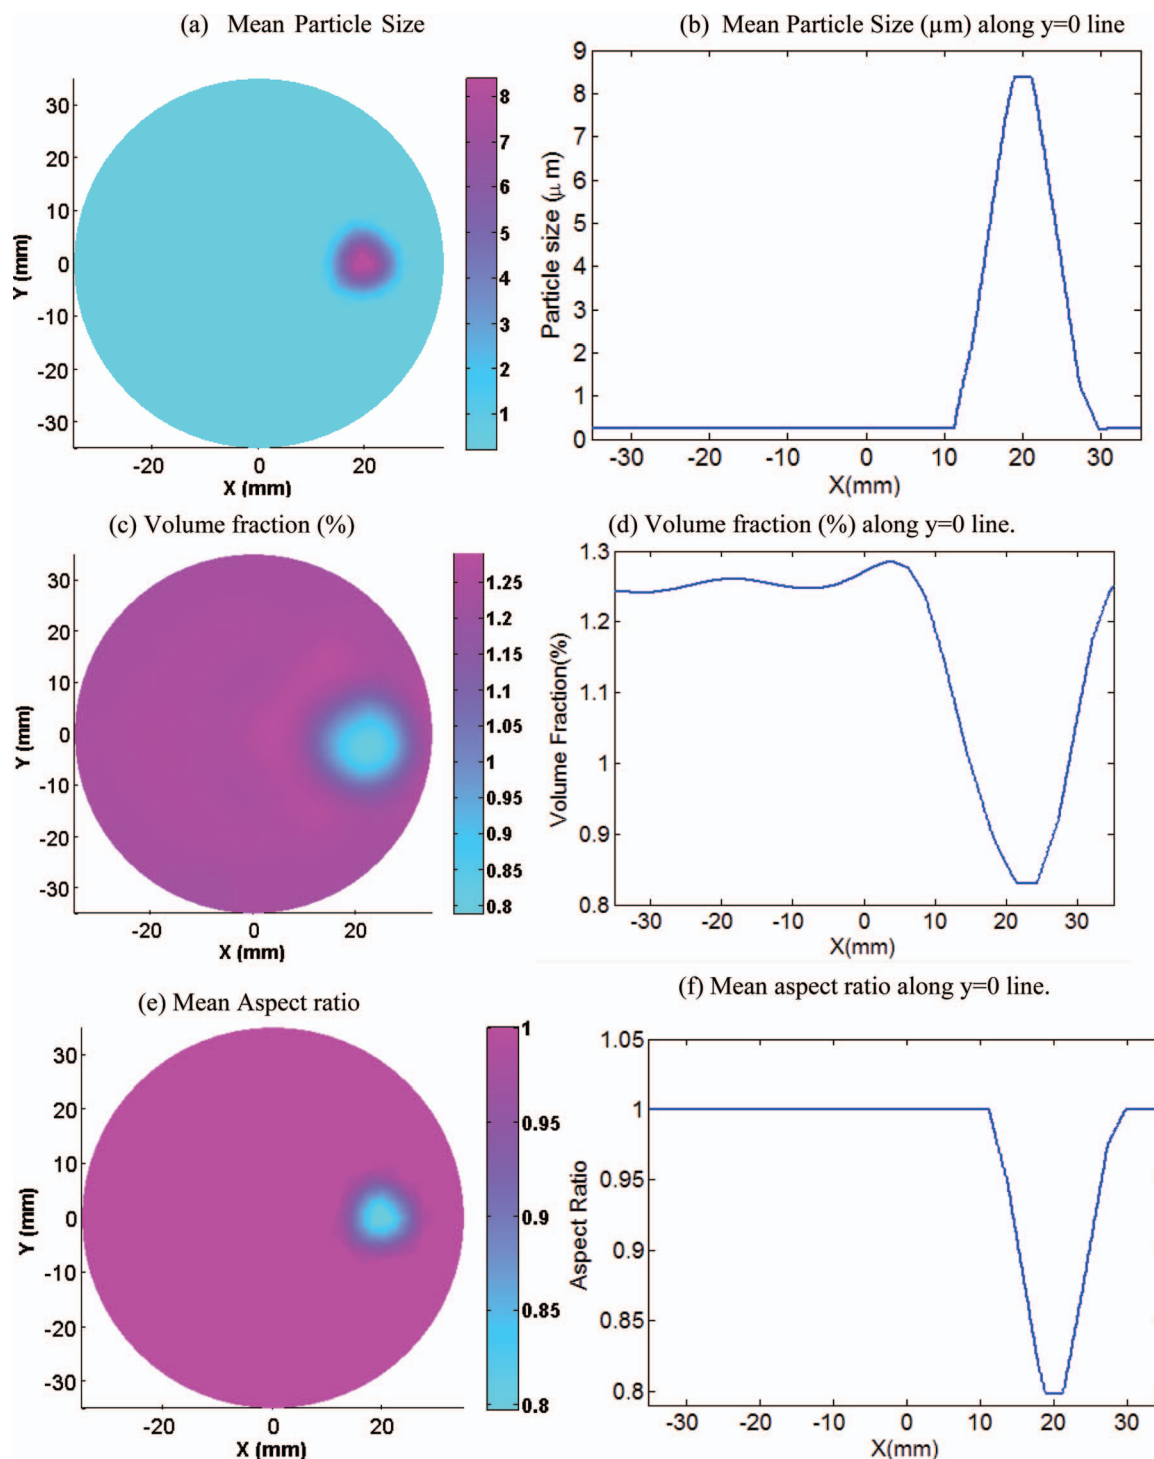 (a) Mean Particle Size
(b) Mean Particle Size (µm) along y=0 line
30
20
10
0
-10
-20
-30
Y (mm)
-20 0 20
X (mm)
8
7
6
5
4
3
2
1
9
8
7
6
5
4
3
2
1
0
Particle size (μ m)
-30 -20 -10 0 10 20 30
X(mm)
(c) Volume fraction (%)
(d) Volume fraction (%) along y=0 line.
30
20
10
0
-10
-20
-30
Y (mm)
-20 0 20
X (mm)
1.25
1.2
1.15
1.1
1.05
1
0.95
0.9
0.85
0.8
1.3
1.2
1.1
1
0.9
0.8
Volume Fraction(%)
-30 -20 -10 0 10 20 30
X(mm)
(e) Mean Aspect ratio
(f) Mean aspect ratio along y=0 line.
30
20
10
0
-10
-20
-30
Y (mm)
-20 0 20
X (mm)
1
0.95
0.9
0.85
0.8
1.05
1
0.95
0.9
0.85
0.8
Aspect Ratio
-30 -20 -10 0 10 20 30
X(mm)